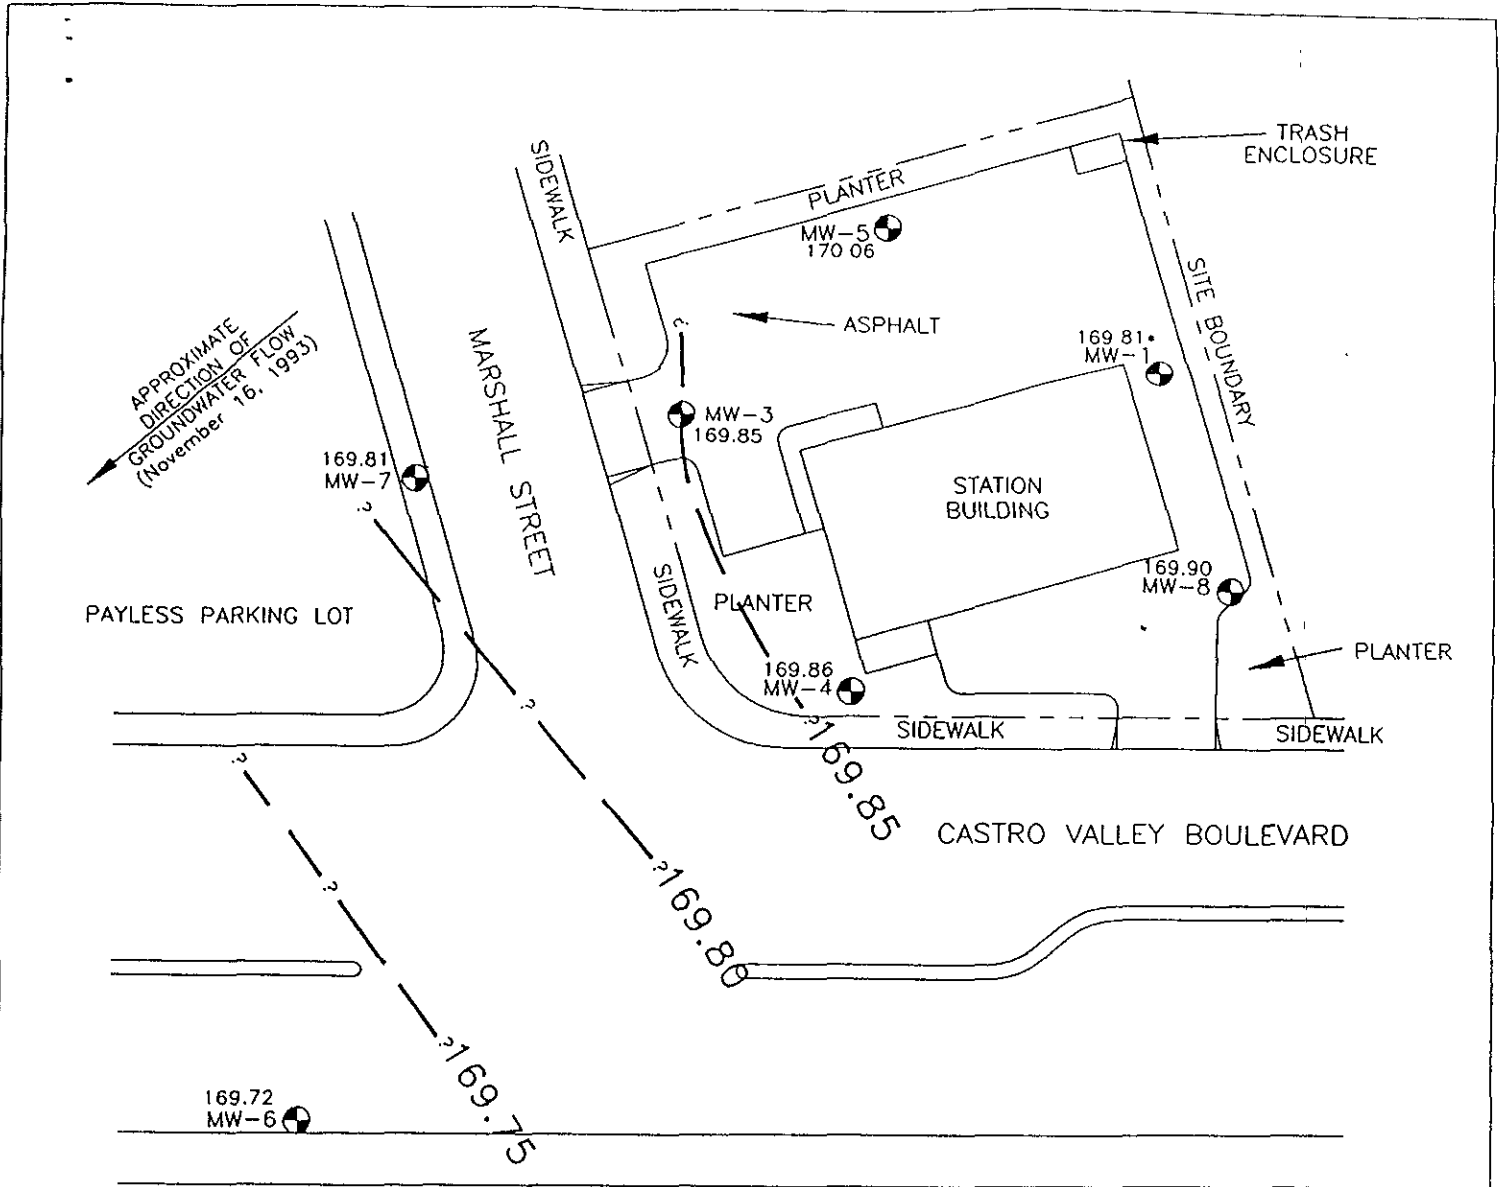 TRASH
ENCLOSURE
SIDEWALK
PLANTER
MW-5
170 06
SITE BOUNDARY
APPROXIMATE
DIRECTION OF
GROUNDWATER FLOW
(November 16, 1993)
MARSHALL STREET
?
ASPHALT
169 81•
MW-1
MW-3
169.85
169.81
MW-7
?
STATION
BUILDING
169.90
MW-8
SIDEWALK
PLANTER
PAYLESS PARKING LOT
PLANTER
169.86
MW-4
?
?169.85
SIDEWALK
SIDEWALK
?
CASTRO VALLEY BOULEVARD
?
?169.80
?169.75
169.72
MW-6